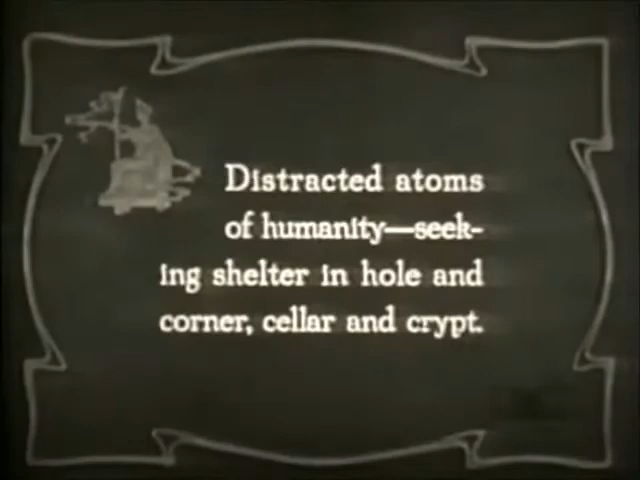 Distracted atoms
of humanity—seek-
ing shelter in hole and
corner, cellar and crypt.